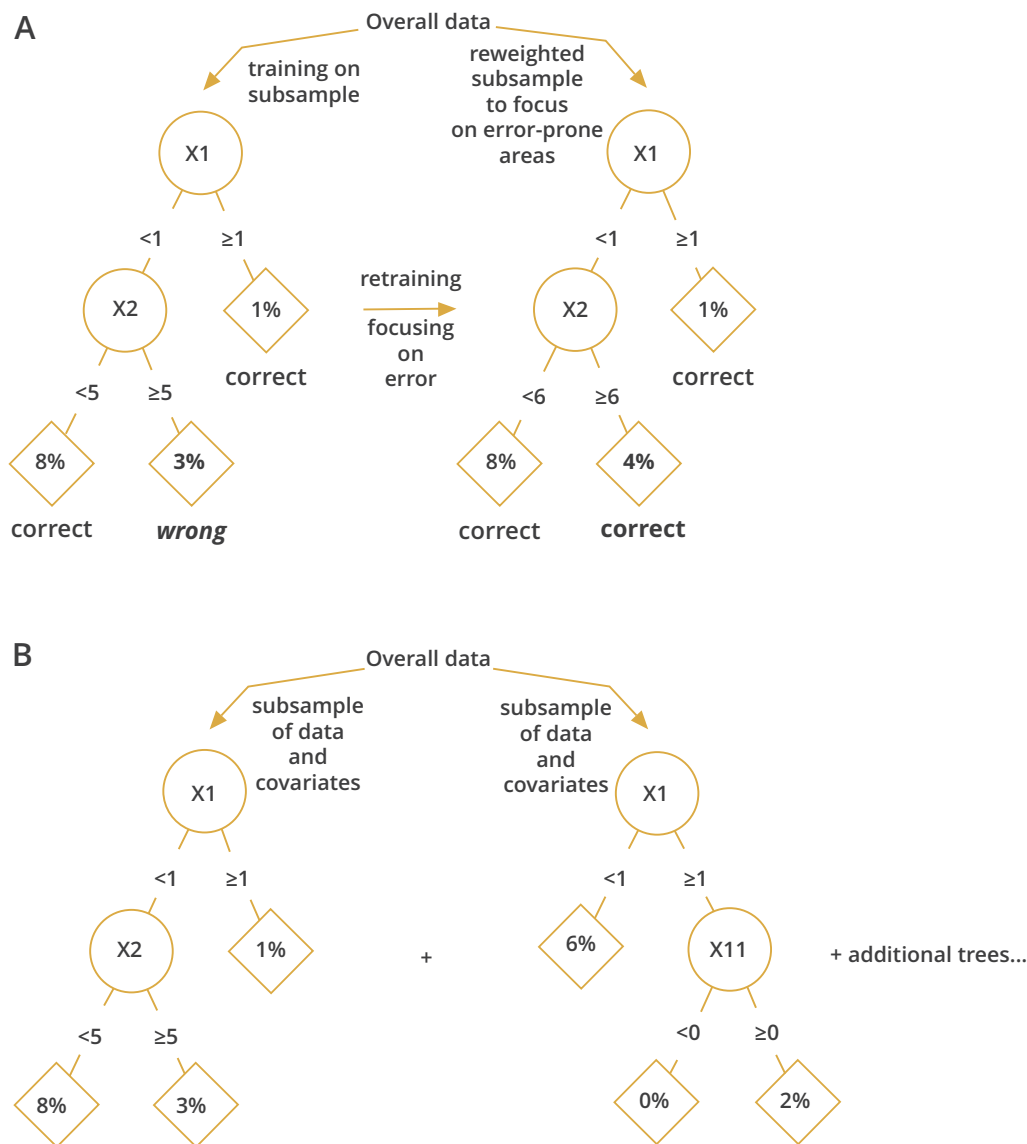 A
Overall data
training on
subsample
reweighted
subsample
to focus
on error-prone
areas
X1
X1
<1
≥1
<1
≥1
X2
1%
correct
retraining
focusing
on
error
X2
1%
correct
<5
≥5
<6
≥6
8%
3%
8%
4%
correct
wrong
correct
correct
B
Overall data
subsample
of data
and
covariates
subsample
of data
and
covariates
X1
X1
<1
≥1
<1
≥1
X2
1%
+
6%
X11
+ additional trees...
<5
≥5
<0
≥0
8%
3%
0%
2%